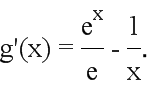 g'(x) = e^x/e - 1/x.